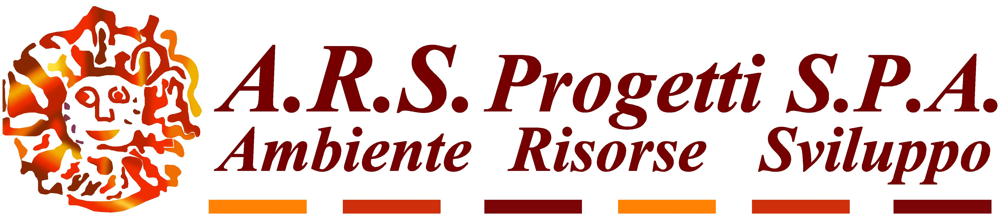 A.R.S. Progetti S.P.A.
Ambiente Risorse Sviluppo